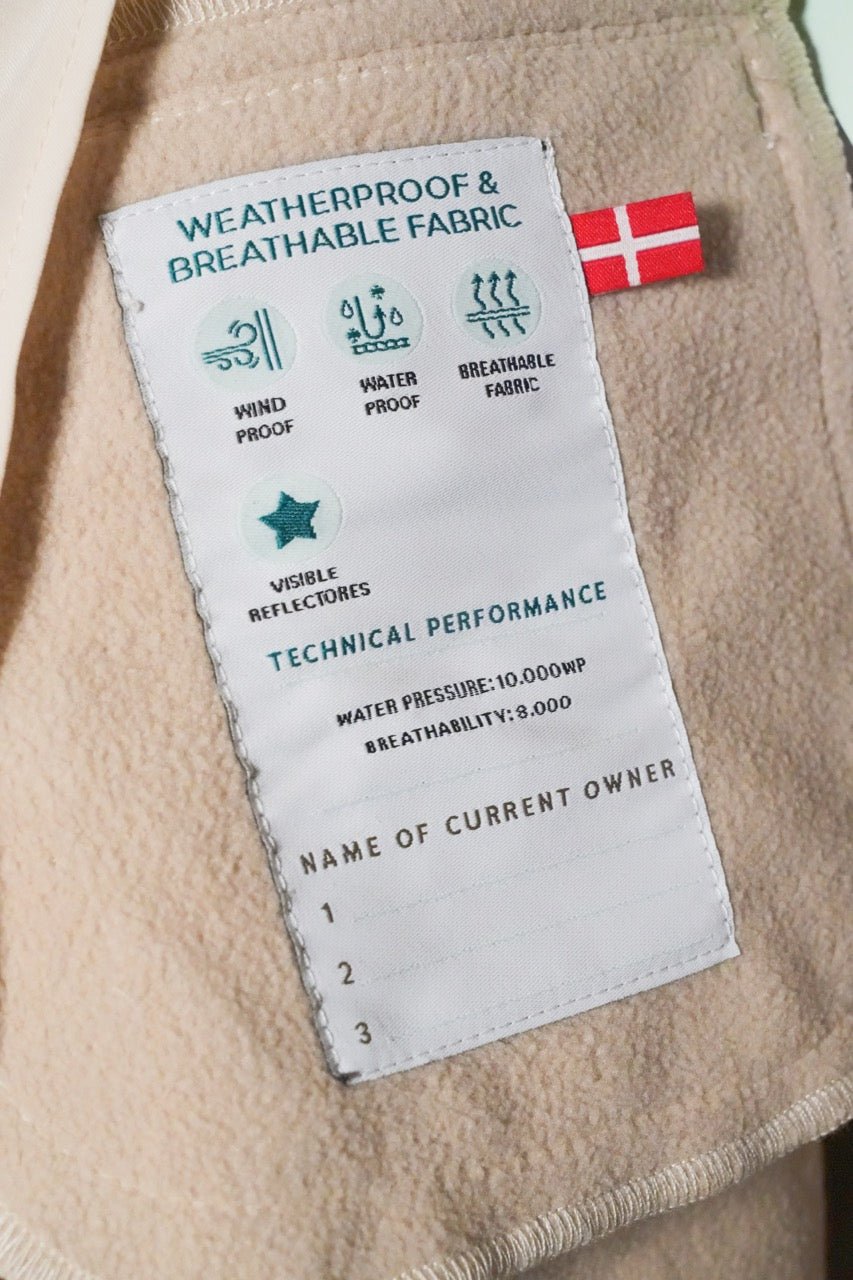 WEATHERPROOF &
BREATHABLE FABRIC
WIND
PROOF
WATER
PROOF
BREATHABLE
FABRIC
VISIBLE
REFLECTORES
TECHNICAL PERFORMANCE
WATER PRESSURE:10.000WP
BREATHABILITY:8.000
NAME OF CURRENT OWNER
1
2
3